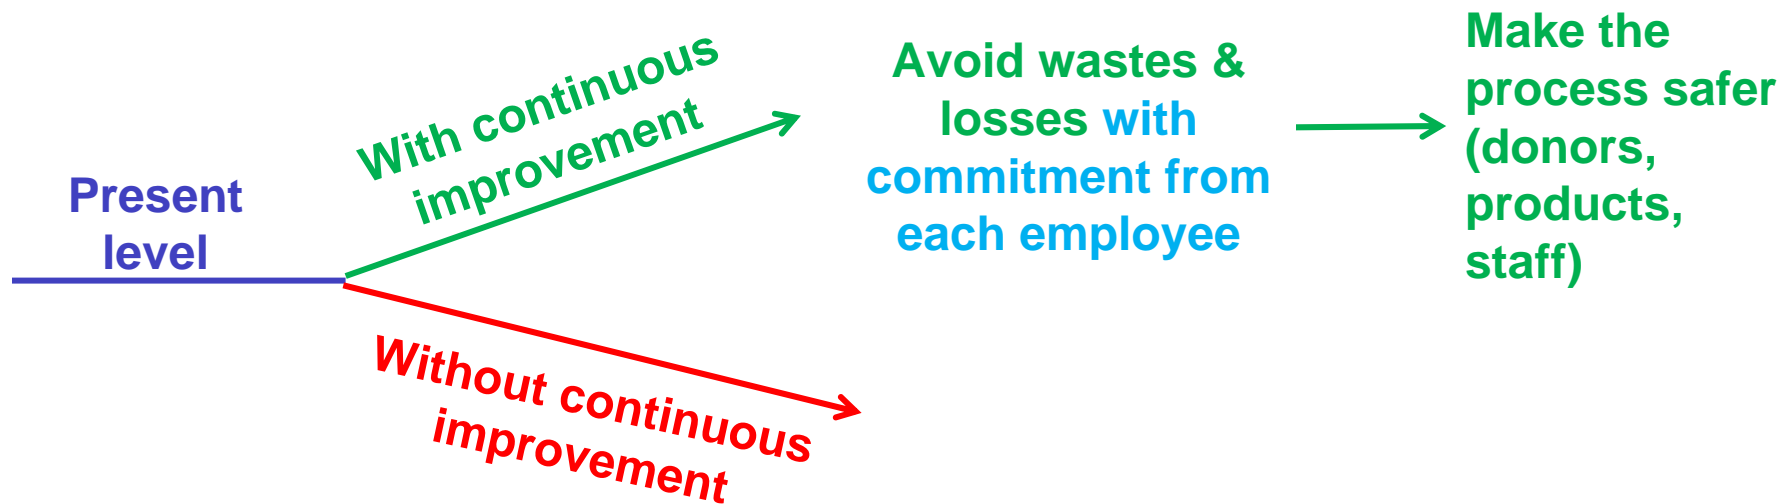 Present
level
With continuous
improvement
Without continuous
improvement
Avoid wastes &
losses with
commitment from
each employee
Make the
process safer
(donors,
products,
staff)